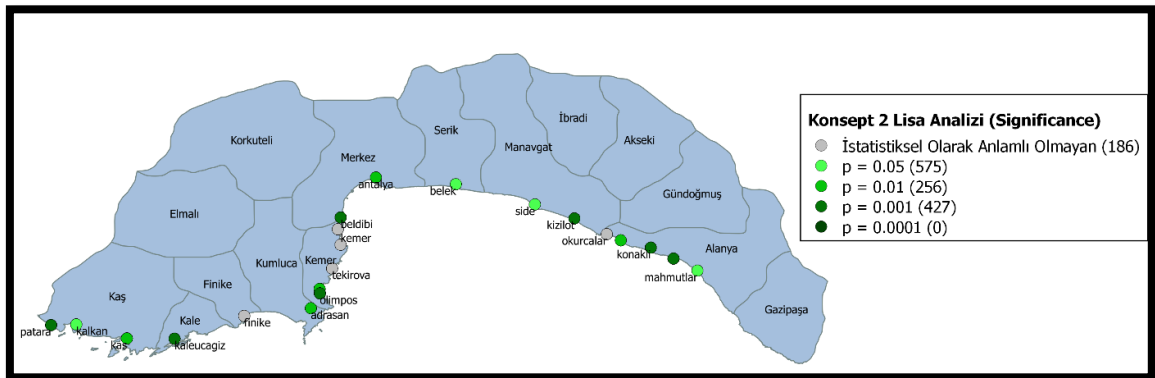 İbradi
Serik
Akseki
Korkuteli
Manavgat
Merkez
antalya
belek
Gündoğmuş
Elmalı
side
kizilot
beldibi
kemer
okurcalar
Kumluca
Kemer
konakli
Alanya
tekirova
mahmutlar
Kaş
Finike
olimpos
Kale
adrasan
Gazipaşa
patara
kalkan
finike
kaş
kaleucagiz
Konsept 2 Lisa Analizi (Significance)
İstatistiksel Olarak Anlamlı Olmayan (186)
p = 0.05 (575)
p = 0.01 (256)
p = 0.001 (427)
p = 0.0001 (0)